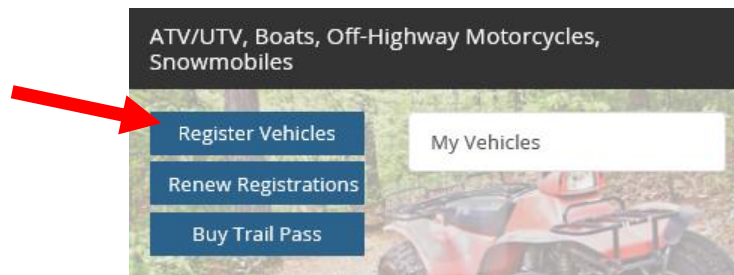 ATV/UTV, Boats, Off-Highway Motorcycles,
Snowmobiles
Register Vehicles
My Vehicles
Renew Registrations
Buy Trail Pass